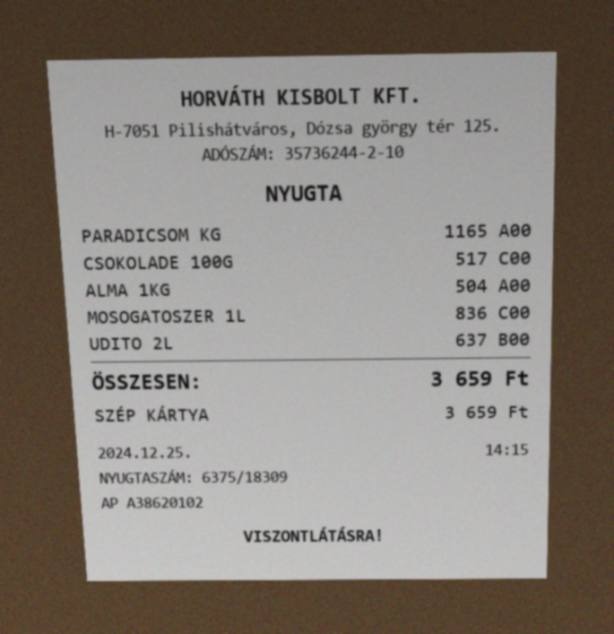 HORVÁTH KISBOLT KFT.
H-7051 Pilishátváros, Dózsa györgy tér 125.
ADÓSZÁM: 35736244-2-10
NYUGTA
PARADICSOM KG 1165 A00
CSOKOLADE 100G 517 C00
ALMA 1KG 504 A00
MOSOGATOSZER 1L 836 C00
UDITO 2L 637 B00
ÖSSZESEN: 3 659 Ft
SZÉP KÁRTYA 3 659 Ft
2024.12.25. 14:15
NYUGTASZÁM: 6375/18309
AP A38620102
VISZONTLÁTÁSRA!